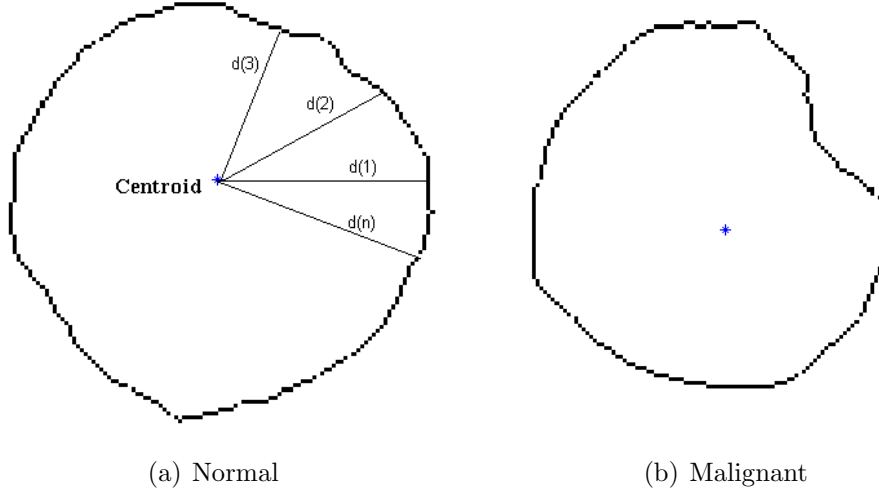 d(3)
d(2)
d(1)
Centroid
d(n)
(a) Normal
(b) Malignant